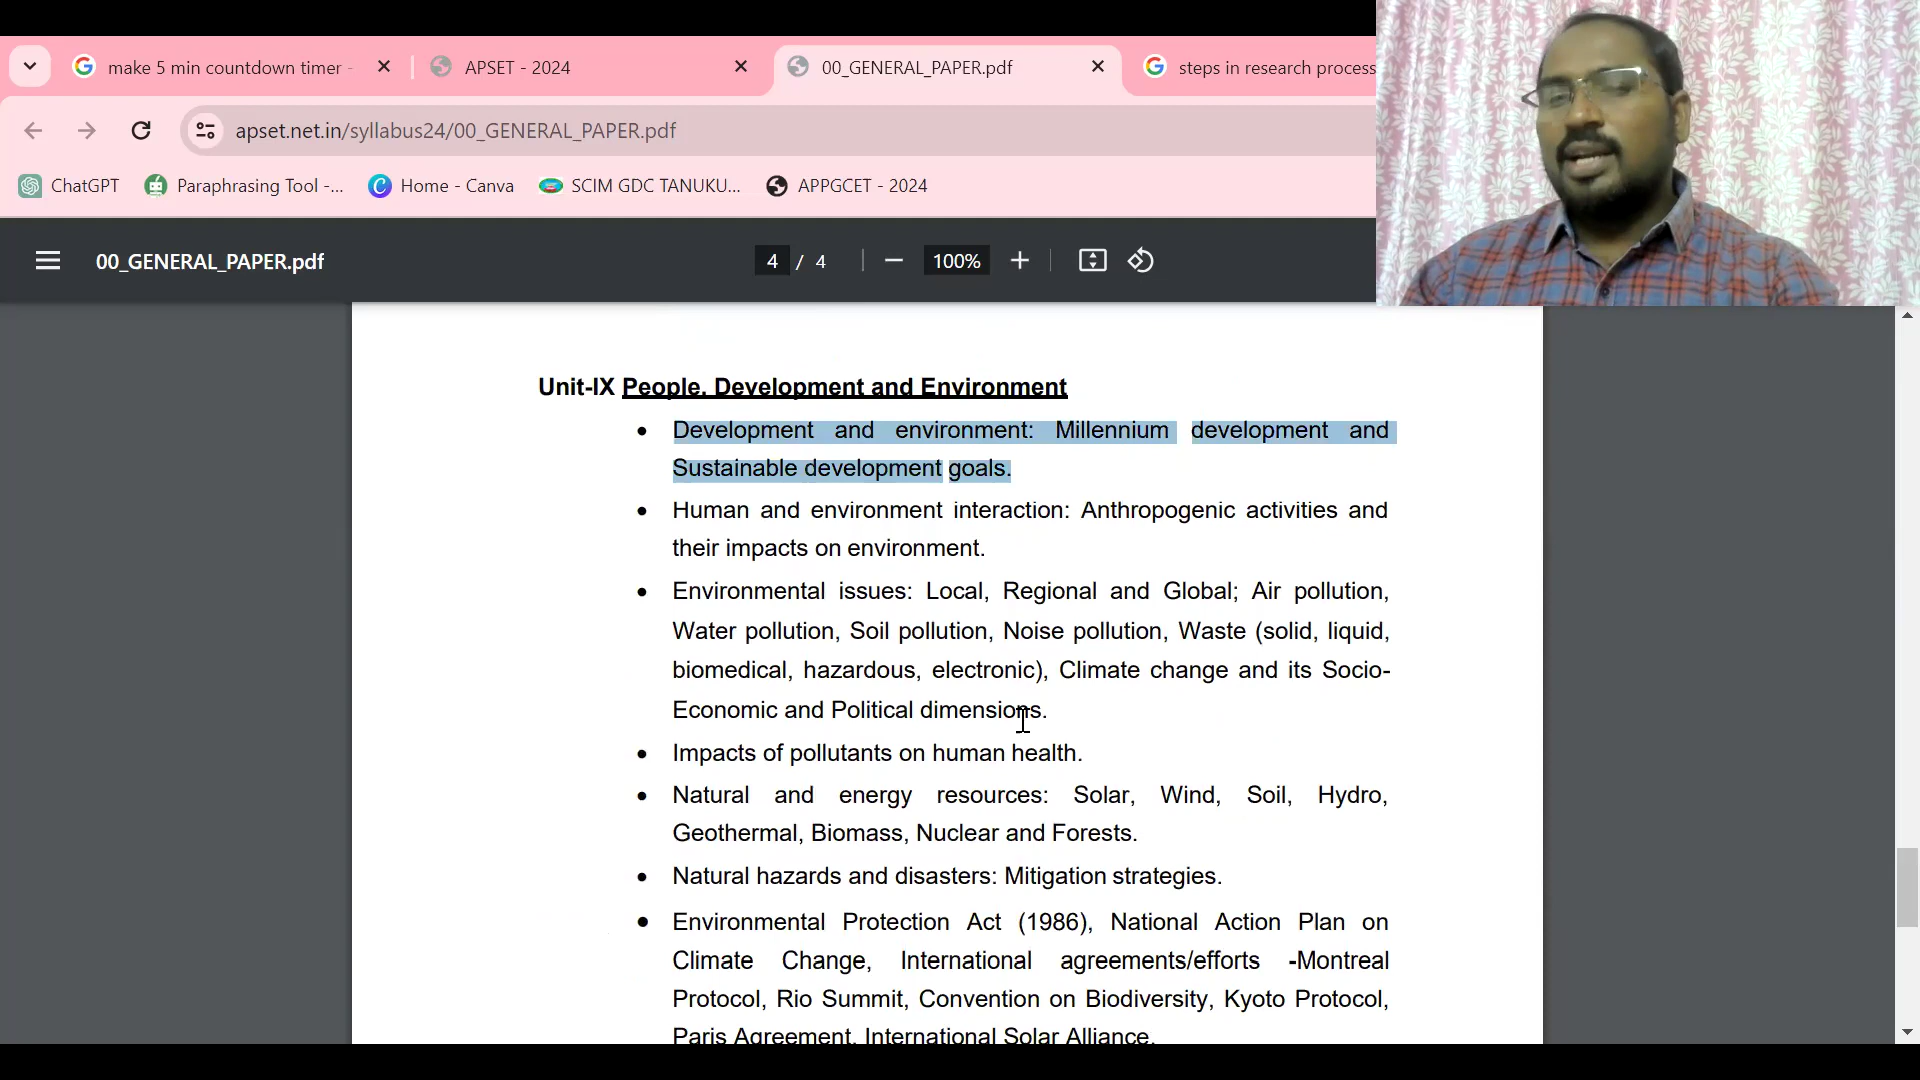 make 5 min countdown timer -
APSET - 2024
00_GENERAL_PAPER.pdf
steps in research process
apset.net.in/syllabus24/00_GENERAL_PAPER.pdf
ChatGPT
Paraphrasing Tool -...
Home - Canva
SCIM GDC TANUKU...
APPGCET - 2024
00_GENERAL_PAPER.pdf
4 / 4
100%
Unit-IX People, Development and Environment
• Development and environment: Millennium development and
Sustainable development goals.
• Human and environment interaction: Anthropogenic activities and
their impacts on environment.
• Environmental issues: Local, Regional and Global; Air pollution,
Water pollution, Soil pollution, Noise pollution, Waste (solid, liquid,
biomedical, hazardous, electronic), Climate change and its Socio-
Economic and Political dimensions.
• Impacts of pollutants on human health.
• Natural and energy resources: Solar, Wind, Soil, Hydro,
Geothermal, Biomass, Nuclear and Forests.
• Natural hazards and disasters: Mitigation strategies.
• Environmental Protection Act (1986), National Action Plan on
Climate Change, International agreements/efforts -Montreal
Protocol, Rio Summit, Convention on Biodiversity, Kyoto Protocol,
Paris Agreement, International Solar Alliance.